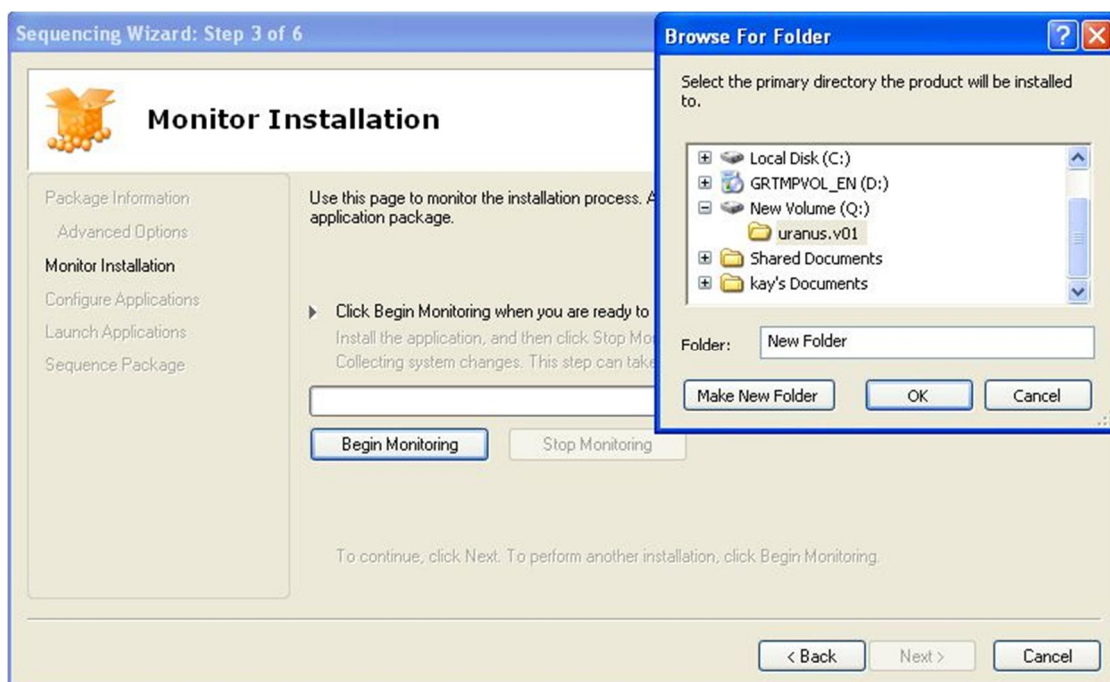 Sequencing Wizard: Step 3 of 6
Monitor Installation
Package Information
Advanced Options
Monitor Installation
Configure Applications
Launch Applications
Sequence Package
Use this page to monitor the installation process. A
application package.
Click Begin Monitoring when you are ready to
Install the application, and then click Stop Mo
Collecting system changes. This step can take
Begin Monitoring
Stop Monitoring
To continue, click Next. To perform another installation, click Begin Monitoring.
< Back
Next >
Cancel
Browse For Folder
Select the primary directory the product will be installed
to.
Local Disk (C:)
GRTMPVOL_EN (D:)
New Volume (Q:)
uranus.v01
Shared Documents
kay's Documents
Folder: New Folder
Make New Folder
OK
Cancel